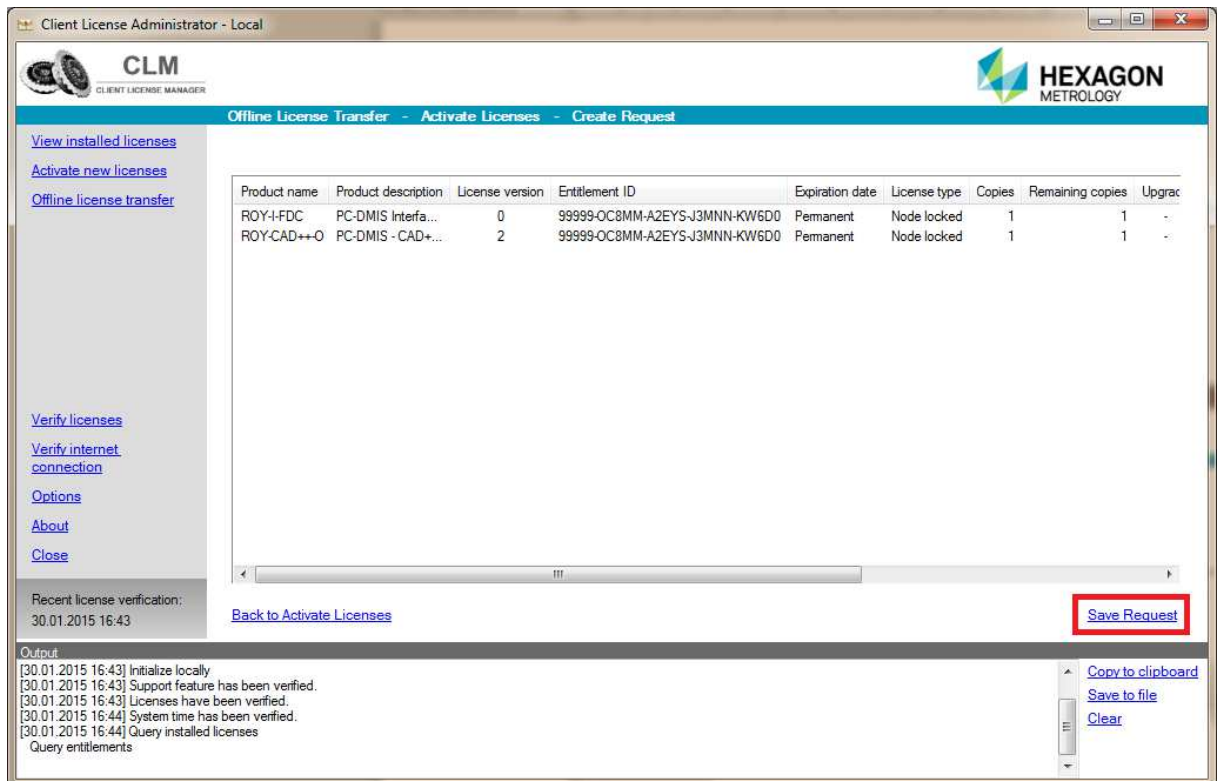 Client License Administrator - Local
CLM
CLIENT LICENSE MANAGER
HEXAGON
METROLOGY
Offline License Transfer - Activate Licenses - Create Request
View installed licenses
Activate new licenses
Offline license transfer
Product name Product description License version Entitlement ID Expiration date License type Copies Remaining copies Upgrac
ROY-I-FDC PC-DMIS Interfa... 0 99999-OC8MM-A2EYS-J3MNN-KW6D0 Permanent Node locked 1 1 -
ROY-CAD++-O PC-DMIS - CAD+... 2 99999-OC8MM-A2EYS-J3MNN-KW6D0 Permanent Node locked 1 1 -
Verify licenses
Verify internet
connection
Options
About
Close
Recent license verification:
30.01.2015 16:43
Back to Activate Licenses
Save Request
Output
[30.01.2015 16:43] Initialize locally
[30.01.2015 16:43] Support feature has been verified.
[30.01.2015 16:43] Licenses have been verified.
[30.01.2015 16:44] System time has been verified.
[30.01.2015 16:44] Query installed licenses
Query entitlements
Copy to clipboard
Save to file
Clear